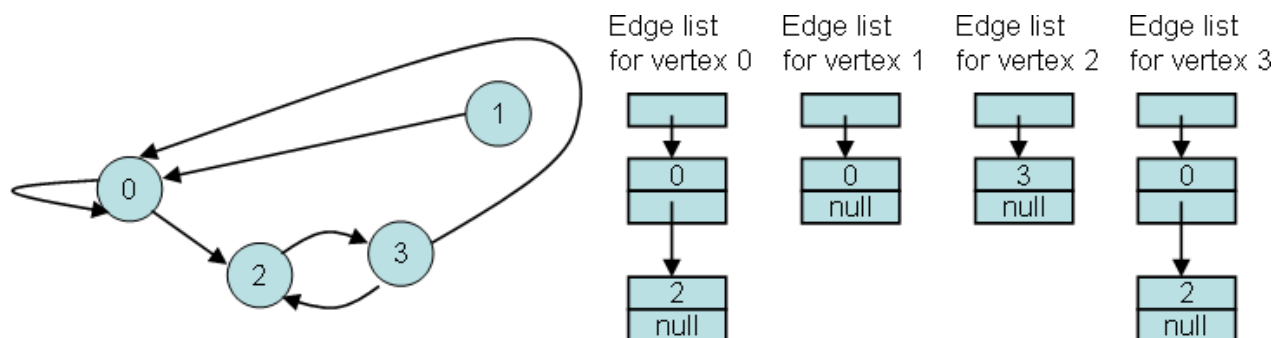 0
1
2
3
Edge list
for vertex 0
0
2
null
Edge list
for vertex 1
0
null
Edge list
for vertex 2
3
null
Edge list
for vertex 3
0
2
null